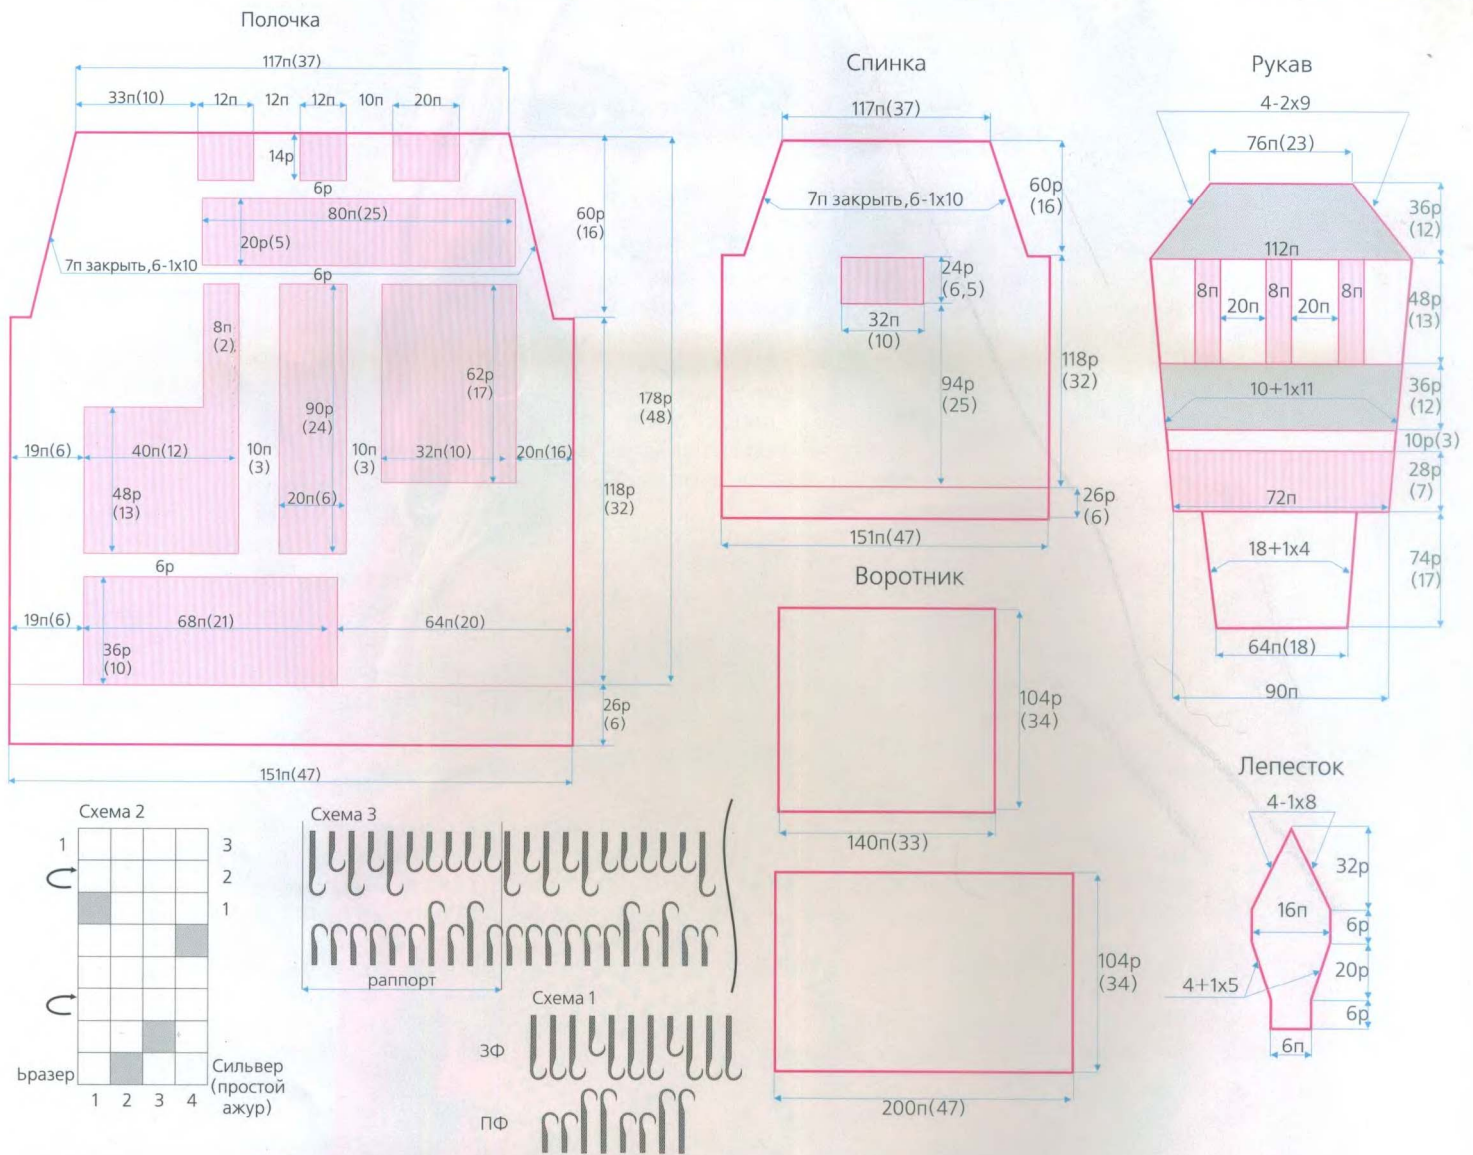 Полочка
117п(37)
33п(10)
12п
12п
12п
10п
20п
14р
6р
80п(25)
20р(5)
7п закрыть,6-1х10
6р
60р
(16)
8п
(2)
62р
(17)
90р
(24)
178р
(48)
19п(6)
40п(12)
10п
(3)
10п
(3)
32п(10)
20п(16)
48р
(13)
20п(6)
118р
(32)
6р
19п(6)
68п(21)
64п(20)
36р
(10)
26р
(6)
151п(47)
Спинка
117п(37)
7п закрыть,6-1х10
60р
(16)
24р
(6,5)
32п
(10)
94р
(25)
118р
(32)
26р
(6)
151п(47)
Рукав
4-2х9
76п(23)
36р
(12)
112п
8п
8п
8п
20п
20п
48р
(13)
10+1х11
36р
(12)
10р(3)
28р
(7)
72п
18+1х4
74р
(17)
64п(18)
90п
Воротник
104р
(34)
140п(33)
104р
(34)
200п(47)
Лепесток
4-1х8
32р
16п
6р
4+1х5
20р
6р
6п
Схема 2
1
3
2
1
Ьразер
Сильвер
(простой
ажур)
1 2 3 4
Схема 3
раппорт
Схема 1
ЗФ
ПФ